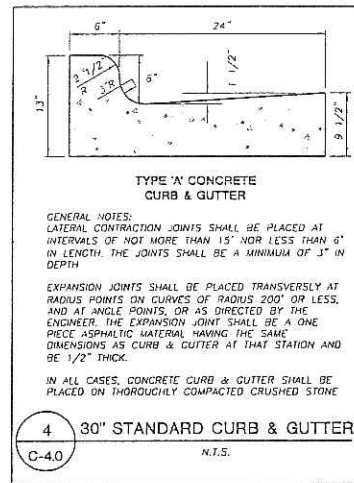 6" 24"
2 1/2" R
3" R
6"
1 1/2"
13"
9 1/2"
TYPE 'A' CONCRETE
CURB & GUTTER
GENERAL NOTES:
LATERAL CONTRACTION JOINTS SHALL BE PLACED AT
INTERVALS OF NOT MORE THAN 15' NOR LESS THAN 6'
IN LENGTH. THE JOINTS SHALL BE A MINIMUM OF 3" IN
DEPTH
EXPANSION JOINTS SHALL BE PLACED TRANSVERSLY AT
RADIUS POINTS ON CURVES OF RADIUS 200' OR LESS,
AND AT ANGLE POINTS, OR AS DIRECTED BY THE
ENGINEER. THE EXPANSION JOINT SHALL BE A ONE
PIECE ASPHALTIC MATERIAL HAVING THE SAME
DIMENSIONS AS CURB & GUTTER AT THAT STATION AND
BE 1/2" THICK.
IN ALL CASES, CONCRETE CURB & GUTTER SHALL BE
PLACED ON THOROUGHLY COMPACTED CRUSHED STONE
4
C-4.0
30" STANDARD CURB & GUTTER
N.T.S.